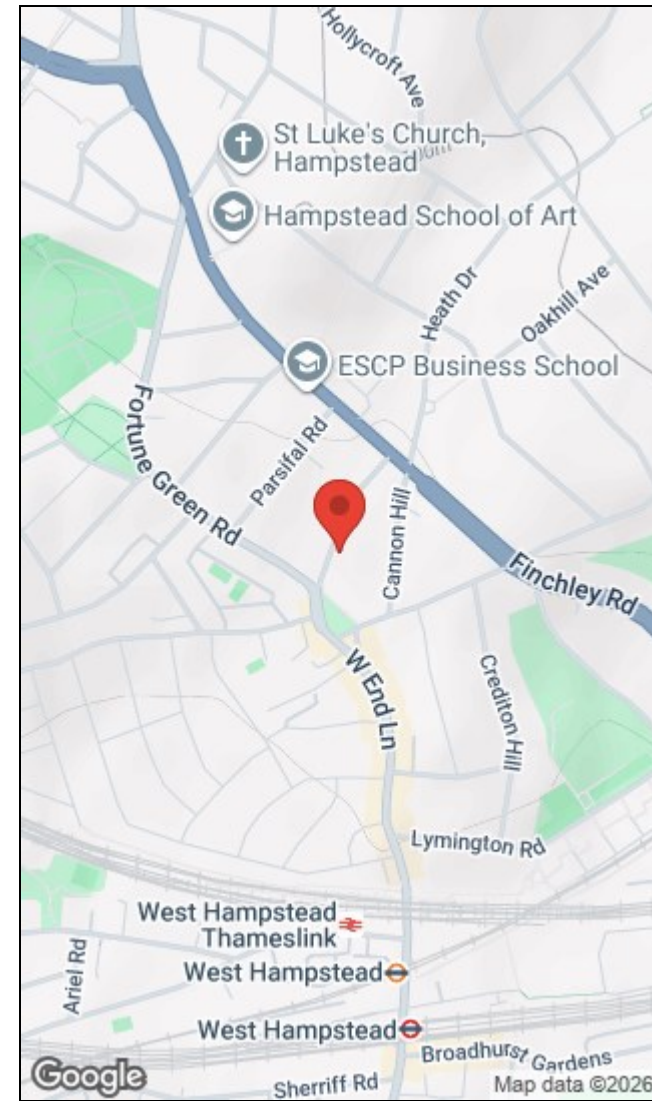 Hollycroft Ave
St Luke's Church,
Hampstead
Hampstead School of Art
Heath Dr
Oakhill Ave
ESCP Business School
Fortune Green Rd
Parsifal Rd
Cannon Hill
Finchley Rd
W End Ln
Crediton Hill
Lymington Rd
West Hampstead
Thameslink
Ariel Rd
West Hampstead
West Hampstead
Broadhurst Gardens
Google
Sherriff Rd
Map data ©2026